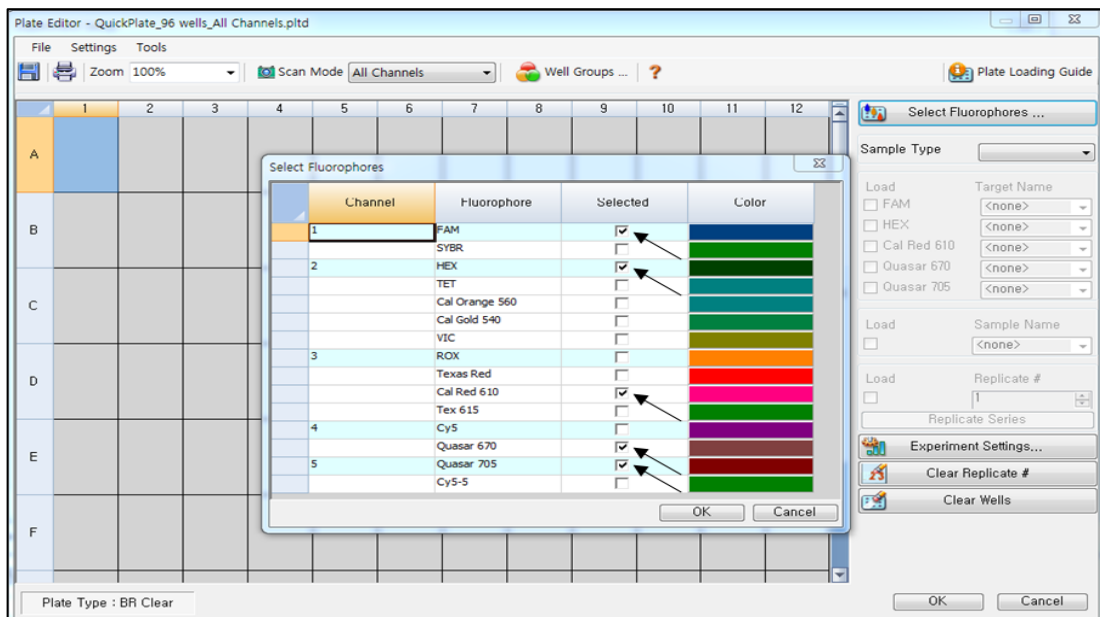 Plate Editor - QuickPlate_96 wells_All Channels.pltd
File Settings Tools
Zoom 100% Scan Mode All Channels Well Groups ... ? Plate Loading Guide
1 2 3 4 5 6 7 8 9 10 11 12
Select Fluorophores ...
A
B
C
D
E
F
Select Fluorophores
Channel Fluorophore Selected Color
1 FAM
SYBR
2 HEX
TET
Cal Orange 560
Cal Gold 540
VIC
3 ROX
Texas Red
Cal Red 610
Tex 615
4 Cy5
Quasar 670
5 Quasar 705
Cy5-5
OK Cancel
Sample Type
Load Target Name
FAM <none>
HEX <none>
Cal Red 610 <none>
Quasar 670 <none>
Quasar 705 <none>
Load Sample Name
<none>
Load Replicate #
1
Replicate Series
Experiment Settings...
Clear Replicate #
Clear Wells
Plate Type : BR Clear
OK Cancel